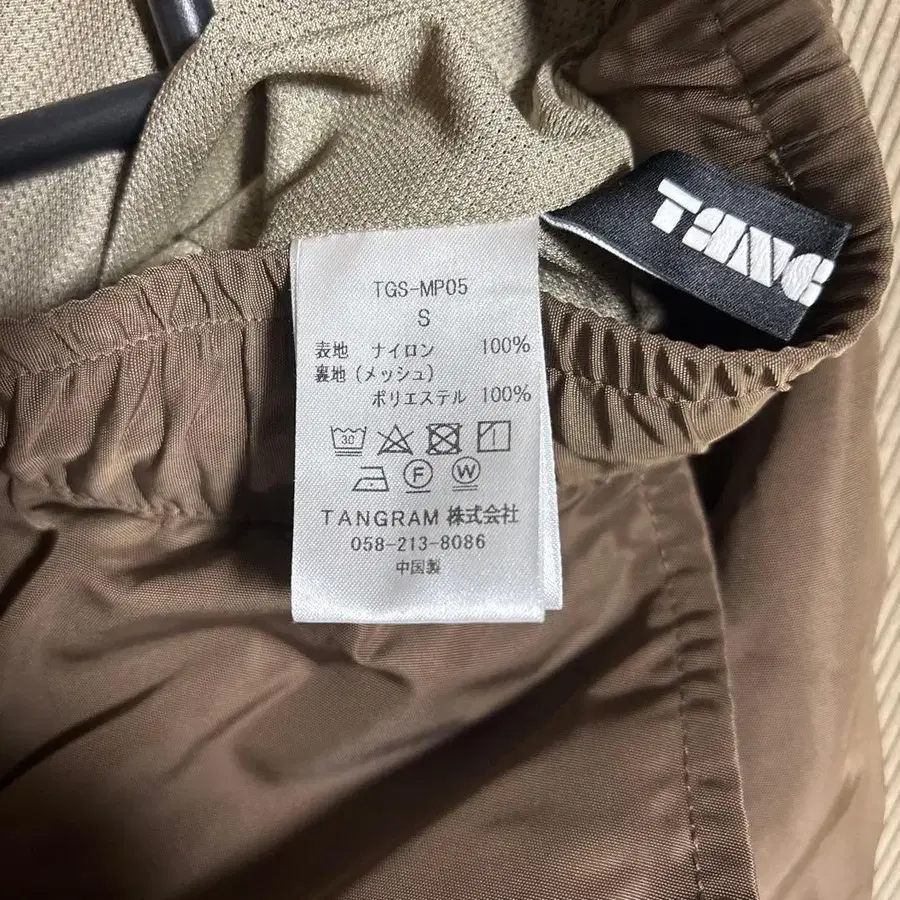 TGS-MP05
S
表地 ナイロン 100%
裏地（メッシュ）
ポリエステル 100%
30
F W
TANGRAM 株式会社
058-213-8086
中国製